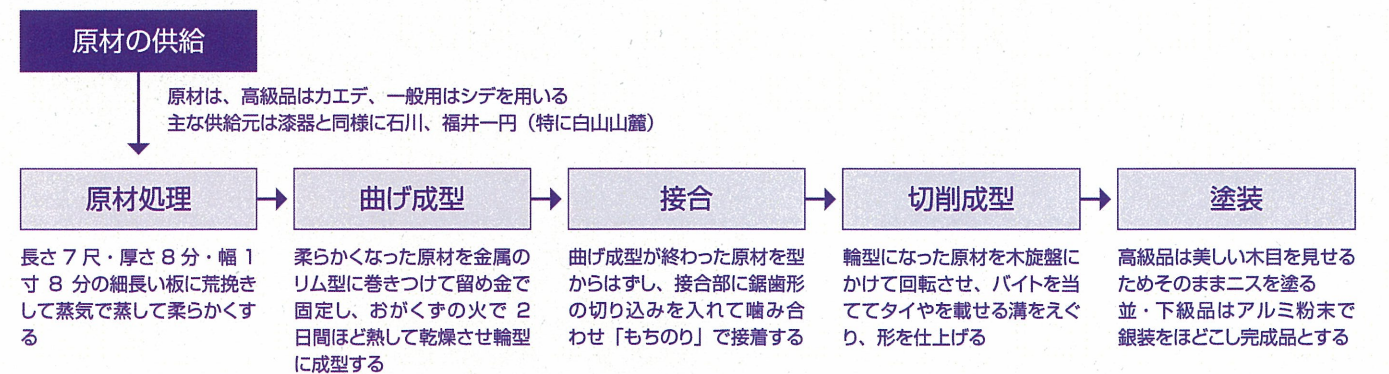 原材の供給
原材は、高級品はカエデ、一般用はシデを用いる
主な供給元は漆器と同様に石川、福井一円（特に白山山麓）
原材処理
長さ 7 尺・厚さ 8 分・幅 1
寸 8 分の細長い板に荒挽き
して蒸気で蒸して柔らかくす
る
曲げ成型
柔らかくなった原材を金属の
リム型に巻きつけて留め金で
固定し、おがくずの火で 2
日間ほど熱して乾燥させ輪型
に成型する
接合
曲げ成型が終わった原材を型
からはずし、接合部に鋸歯形
の切り込みを入れて噛み合
わせ「もちのり」で接着する
切削成型
輪型になった原材を木旋盤に
かけて回転させ、バイトを当
ててタイヤを載せる溝をえぐ
り、形を仕上げる
塗装
高級品は美しい木目を見せる
ためそのままニスを塗る
並・下級品はアルミ粉末で
銀装をほどこし完成品とする